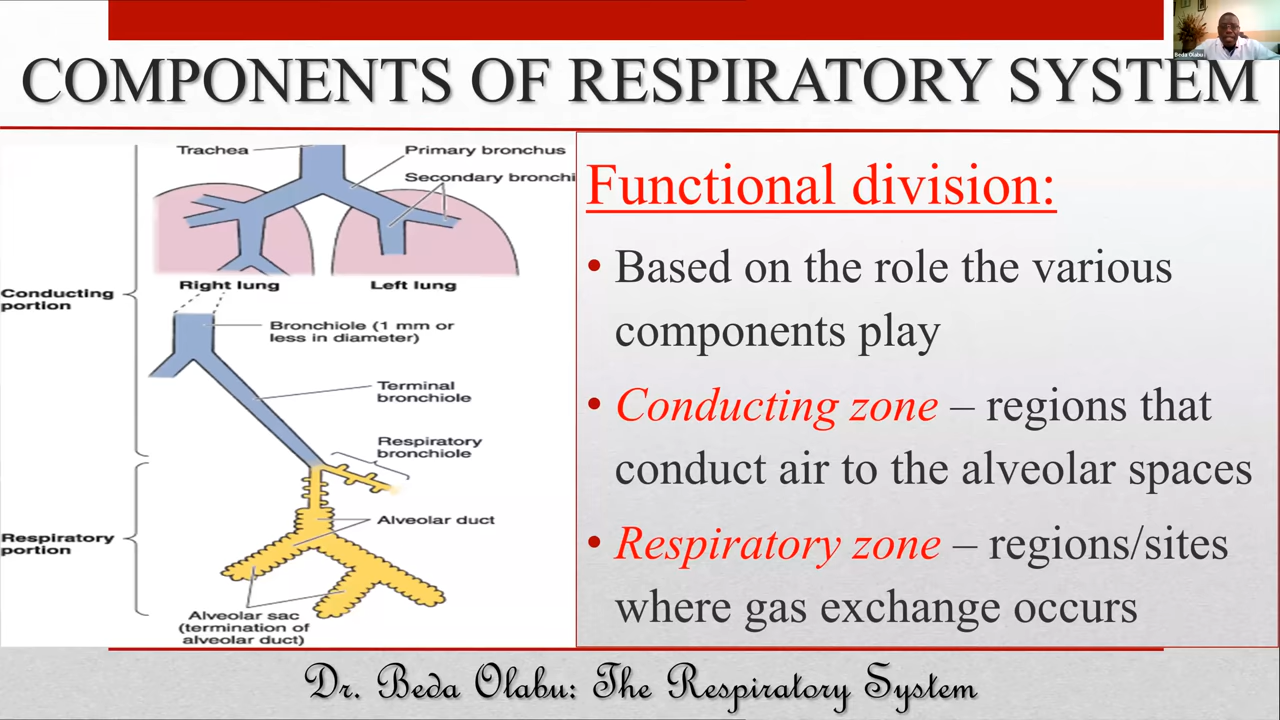 Beda Olabu
COMPONENTS OF RESPIRATORY SYSTEM
Trachea
Primary bronchus
Secondary bronchi
Right lung
Left lung
Conducting
portion
Bronchiole (1 mm or
less in diameter)
Terminal
bronchiole
Respiratory
bronchiole
Alveolar duct
Respiratory
portion
Alveolar sac
(termination of
alveolar duct)
Functional division:
• Based on the role the various
components play
• Conducting zone – regions that
conduct air to the alveolar spaces
• Respiratory zone – regions/sites
where gas exchange occurs
Dr. Beda Olabu: The Respiratory System